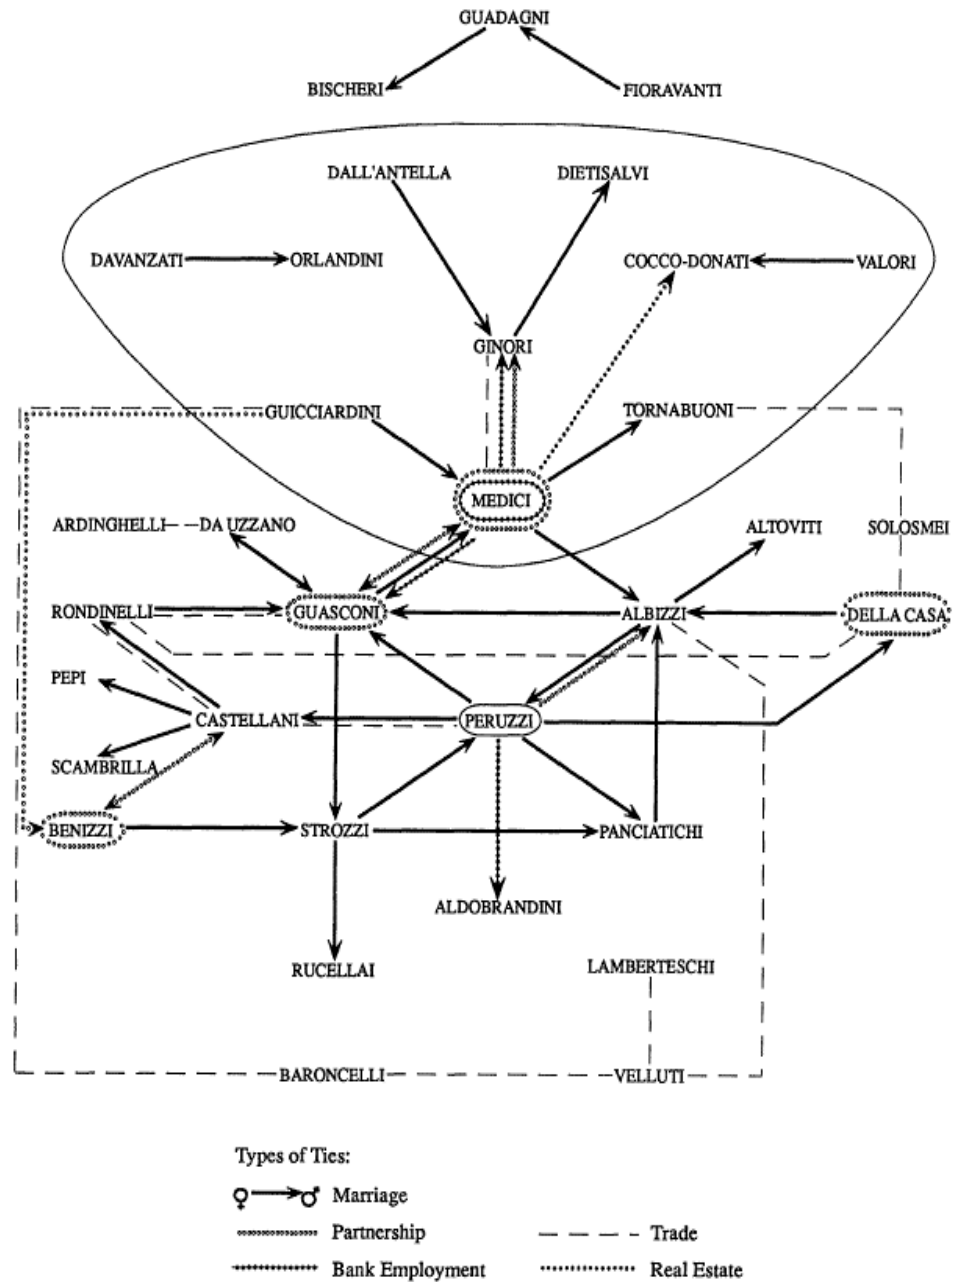 GUADAGNI
BISCHERI
FIORAVANTI
DALL'ANTELLA
DIETISALVI
DAVANZATI
ORLANDINI
COCCO-DONATI
VALORI
GINORI
GUICCIARDINI
TORNABUONI
MEDICI
ARDINGHELLI
DA UZZANO
ALTOVITI
SOLOSMEI
RONDINELLI
GUASCONI
ALBIZZI
DELLA CASA
PEPI
CASTELLANI
PERUZZI
SCAMBRILLA
BENIZZI
STROZZI
PANCIATICHI
ALDOBRANDINI
RUCELLAI
LAMBERTESCHI
BARONCELLI
VELLUTI
Types of Ties:
♀ ♂ Marriage
Partnership
Trade
Bank Employment
Real Estate